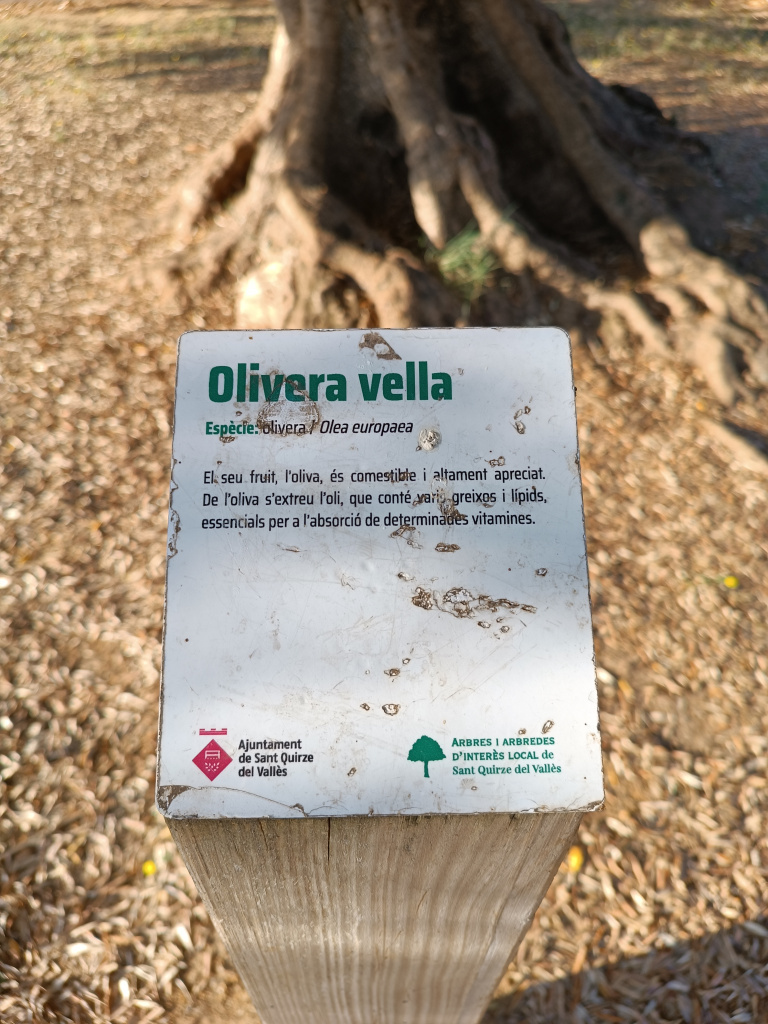 Olivera vella
Espècie: olivera / Olea europaea
El seu fruit, l'oliva, és comestible i altament apreciat.
De l'oliva s'extreu l'oli, que conté varis greixos i lípids,
essencials per a l'absorció de determinades vitamines.
Ajuntament
de Sant Quirze
del Vallès
ARBRES I ARBREDES
D'INTERÈS LOCAL de
Sant Quirze del Vallès